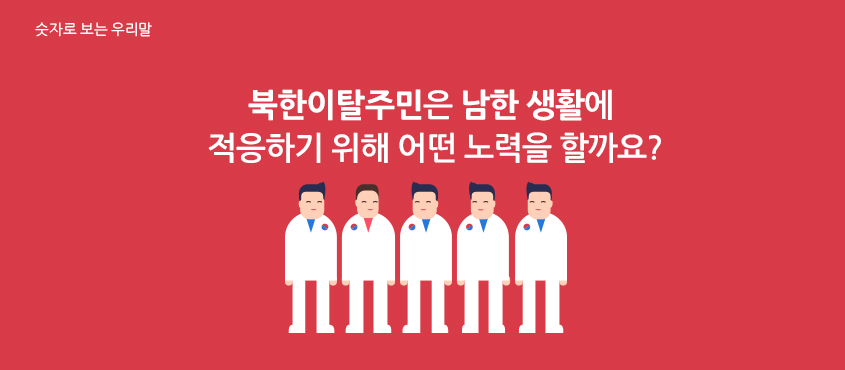 숫자로 보는 우리말
북한이탈주민은 남한 생활에
적응하기 위해 어떤 노력을 할까요?